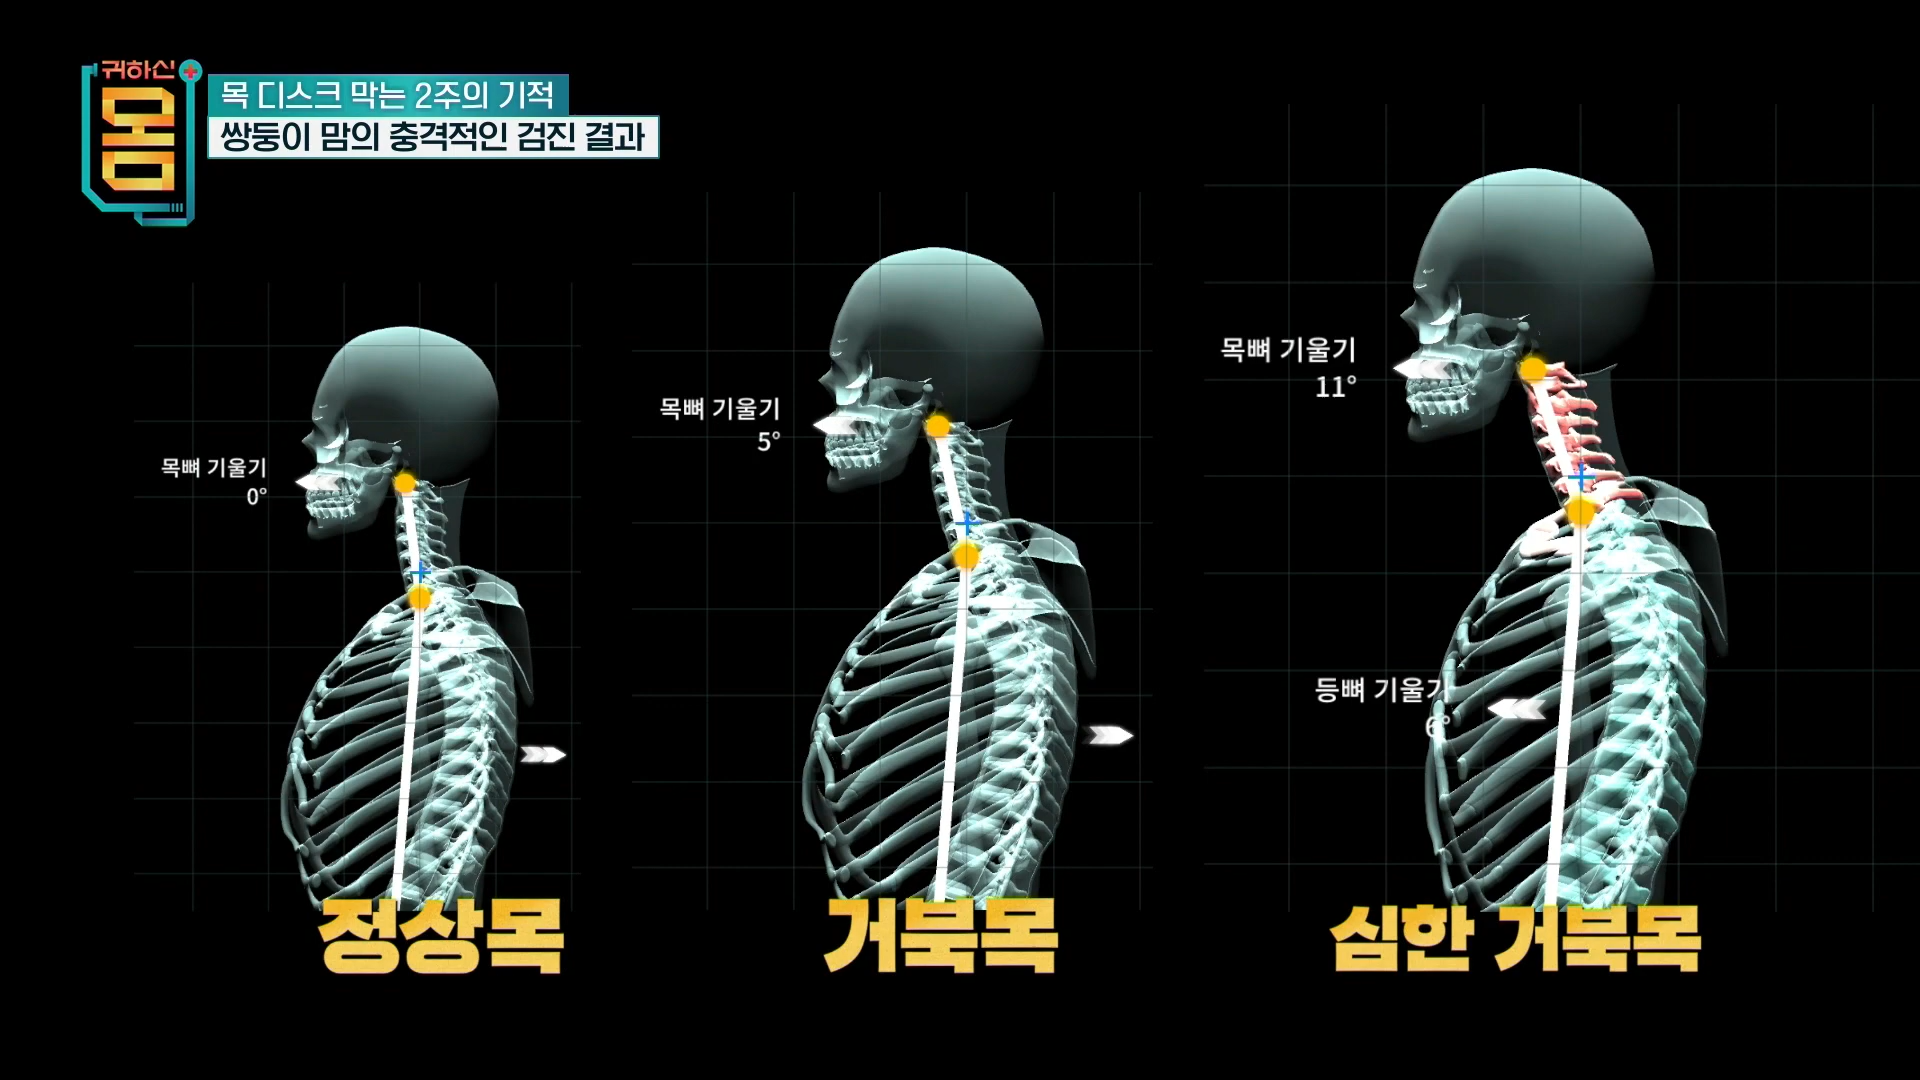 귀하신
몸
목 디스크 막는 2주의 기적
쌍둥이 맘의 충격적인 검진 결과
목뼈 기울기
0°
정상목
목뼈 기울기
5°
거북목
목뼈 기울기
11°
등뼈 기울기
6°
심한 거북목